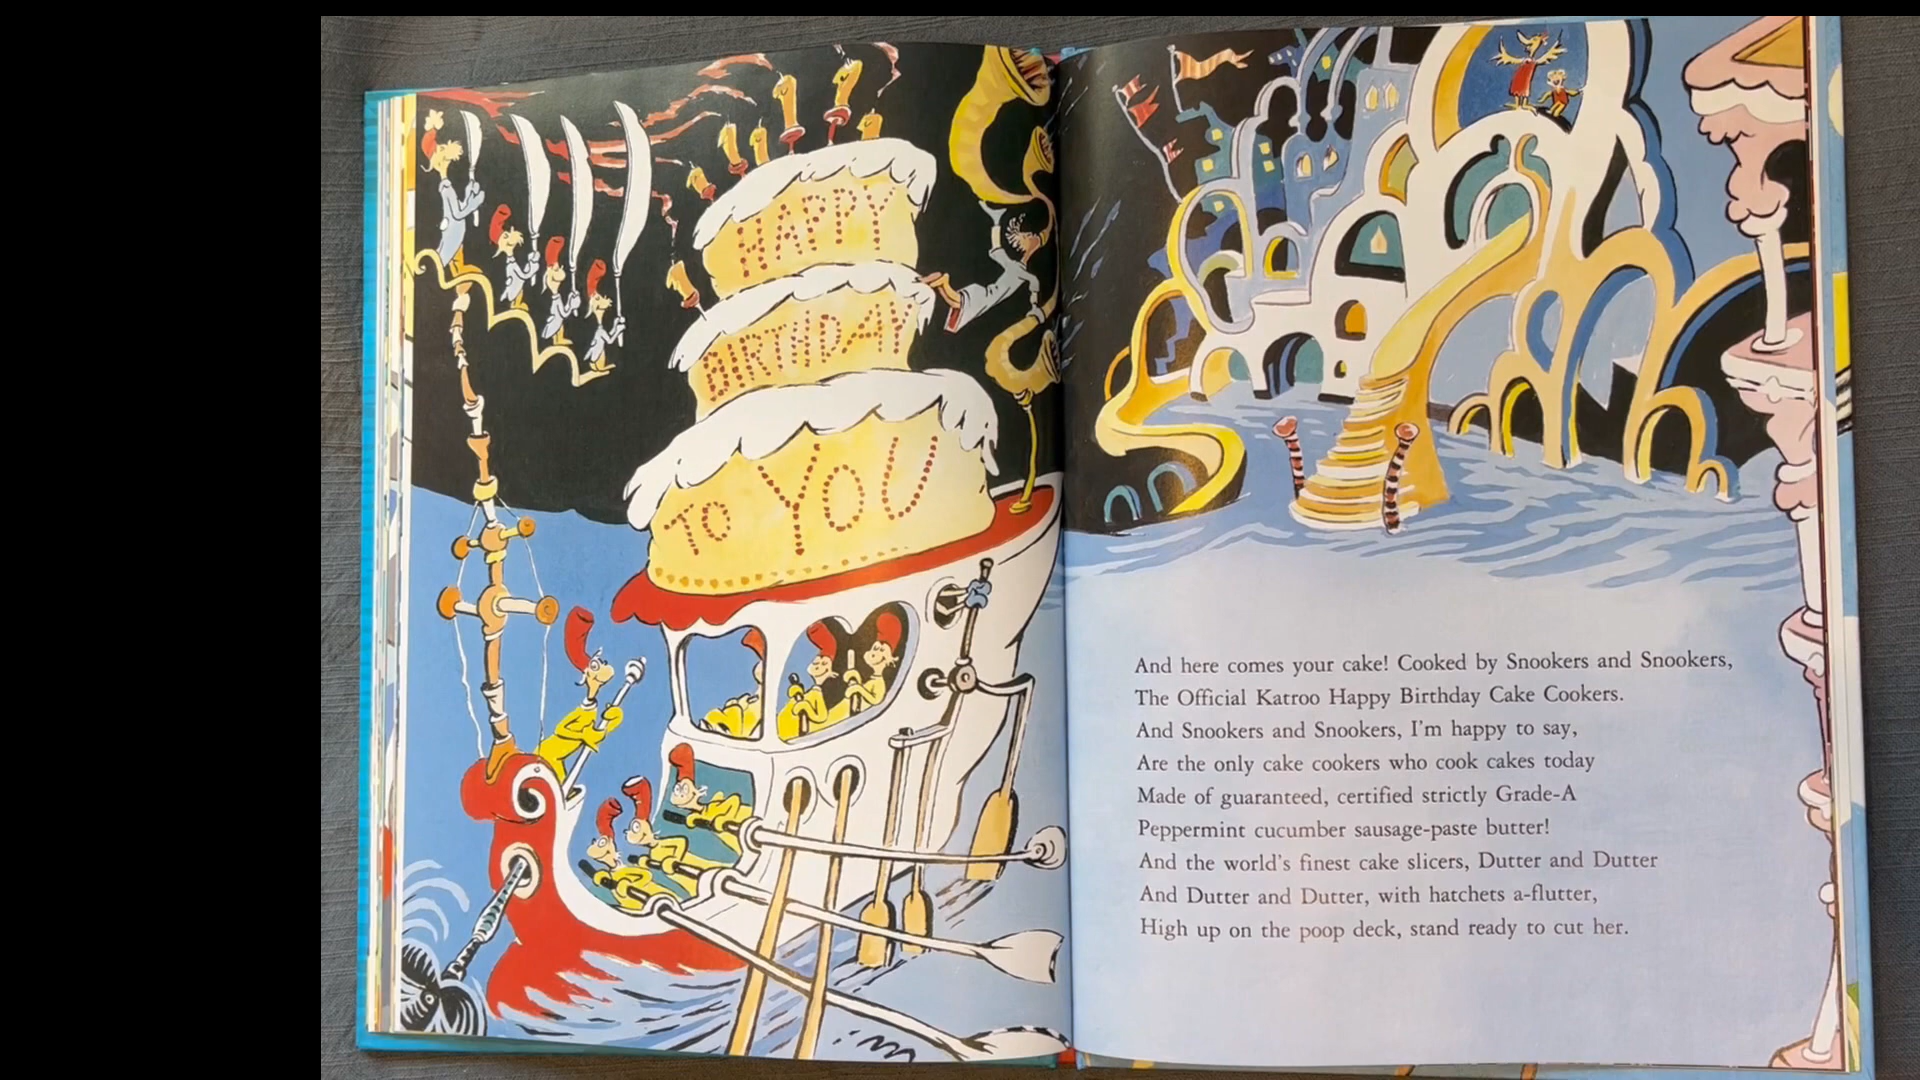 HAPPY
BIRTHDAY
TO YOU
And here comes your cake! Cooked by Snookers and Snookers,
The Official Katroo Happy Birthday Cake Cookers.
And Snookers and Snookers, I'm happy to say,
Are the only cake cookers who cook cakes today
Made of guaranteed, certified strictly Grade-A
Peppermint cucumber sausage-paste butter!
And the world's finest cake slicers, Dutter and Dutter
And Dutter and Dutter, with hatchets a-flutter,
High up on the poop deck, stand ready to cut her.